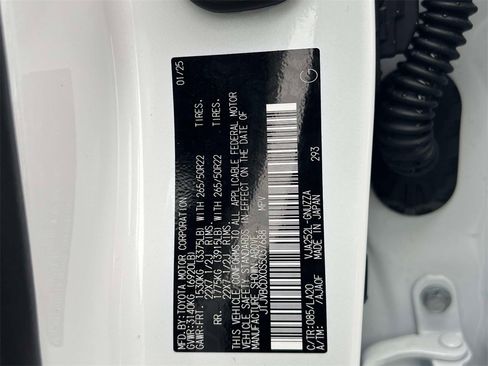 MFD.BY:TOYOTA MOTOR CORPORATION 01/25
GVWR:3140KG (6920LB)
GAWR:FRT. 1530KG (3375LB) WITH 265/50R22 TIRES.
RR. 1775KG (3915LB) WITH 265/50R22 TIRES.
THIS VEHICLE CONFORMS TO ALL APPLICABLE FEDERAL MOTOR
VEHICLE SAFETY STANDARDS IN EFFECT ON THE DATE OF
MANUFACTURE SHOWN ABOVE.
MPV
C/TR:085/LA20 VJA252L-GNUZZA
A/TM: /AJA0F MADE IN JAPAN
293
G